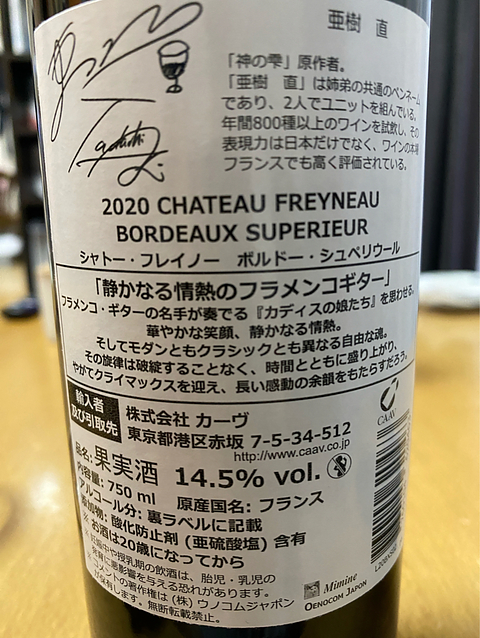 亜樹 直
「神の雫」原作者。
「亜樹 直」は姉弟の共通のペンネーム
であり、2人でユニットを組んでいる。
年間800種以上のワインを試飲し、その
表現力は日本だけでなく、ワインの本場
フランスでも高く評価されている。
2020 CHATEAU FREYNEAU
BORDEAUX SUPERIEUR
シャトー・フレイノー ボルドー・シュペリウール
「静かなる情熱のフラメンコギター」
フラメンコ・ギターの名手が奏でる『カディスの娘たち』を思わせる、
華やかな笑顔、静かなる情熱。
そしてモダンともクラシックとも異なる自由な魂。
その旋律は破綻することなく、時間とともに盛り上がり、
やがてクライマックスを迎え、長い感動の余韻をもたらすだろう。
輸入者
及び引取先
株式会社 カーヴ
東京都港区赤坂 7-5-34-512
http://www.caav.co.jp
CAAV
品名:果実酒 14.5% vol.
内容量:750 ml 原産国名:フランス
アルコール分:裏ラベルに記載
添加物:酸化防止剤 (亜硫酸塩) 含有
※ お酒は20歳になってから
※ 妊娠中や授乳期の飲酒は、胎児・乳児の
発育に悪影響を与える恐れがあります。
※ コメントの著作権は (株) ウノコムジャポン
が有します。無断転載禁止。
Mimine
OENOCOM JAPON